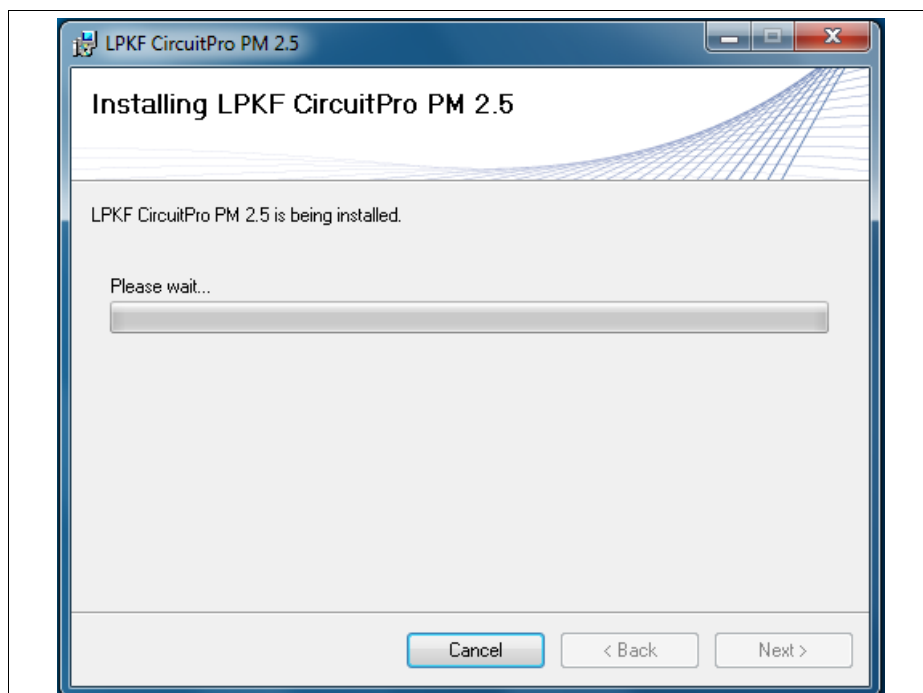 LPKF CircuitPro PM 2.5
Installing LPKF CircuitPro PM 2.5
LPKF CircuitPro PM 2.5 is being installed.
Please wait...
Cancel < Back Next >